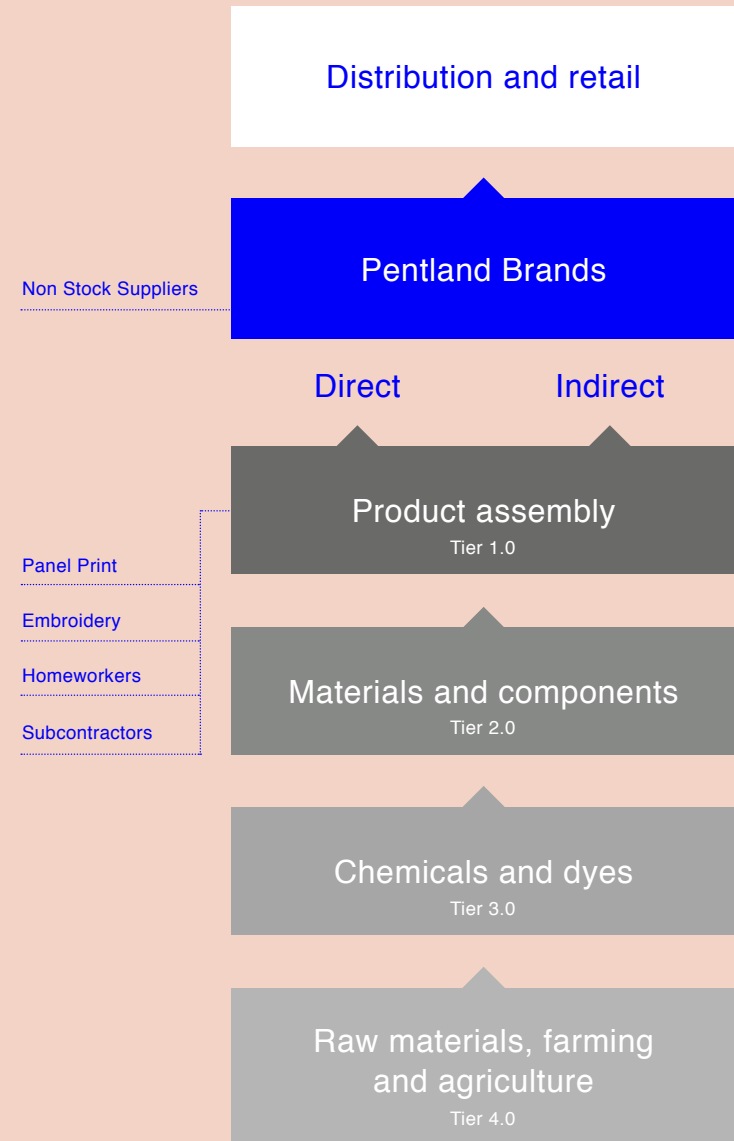 Distribution and retail
Pentland Brands
Non Stock Suppliers
Direct
Indirect
Product assembly
Tier 1.0
Panel Print
Embroidery
Homeworkers
Subcontractors
Materials and components
Tier 2.0
Chemicals and dyes
Tier 3.0
Raw materials, farming
and agriculture
Tier 4.0